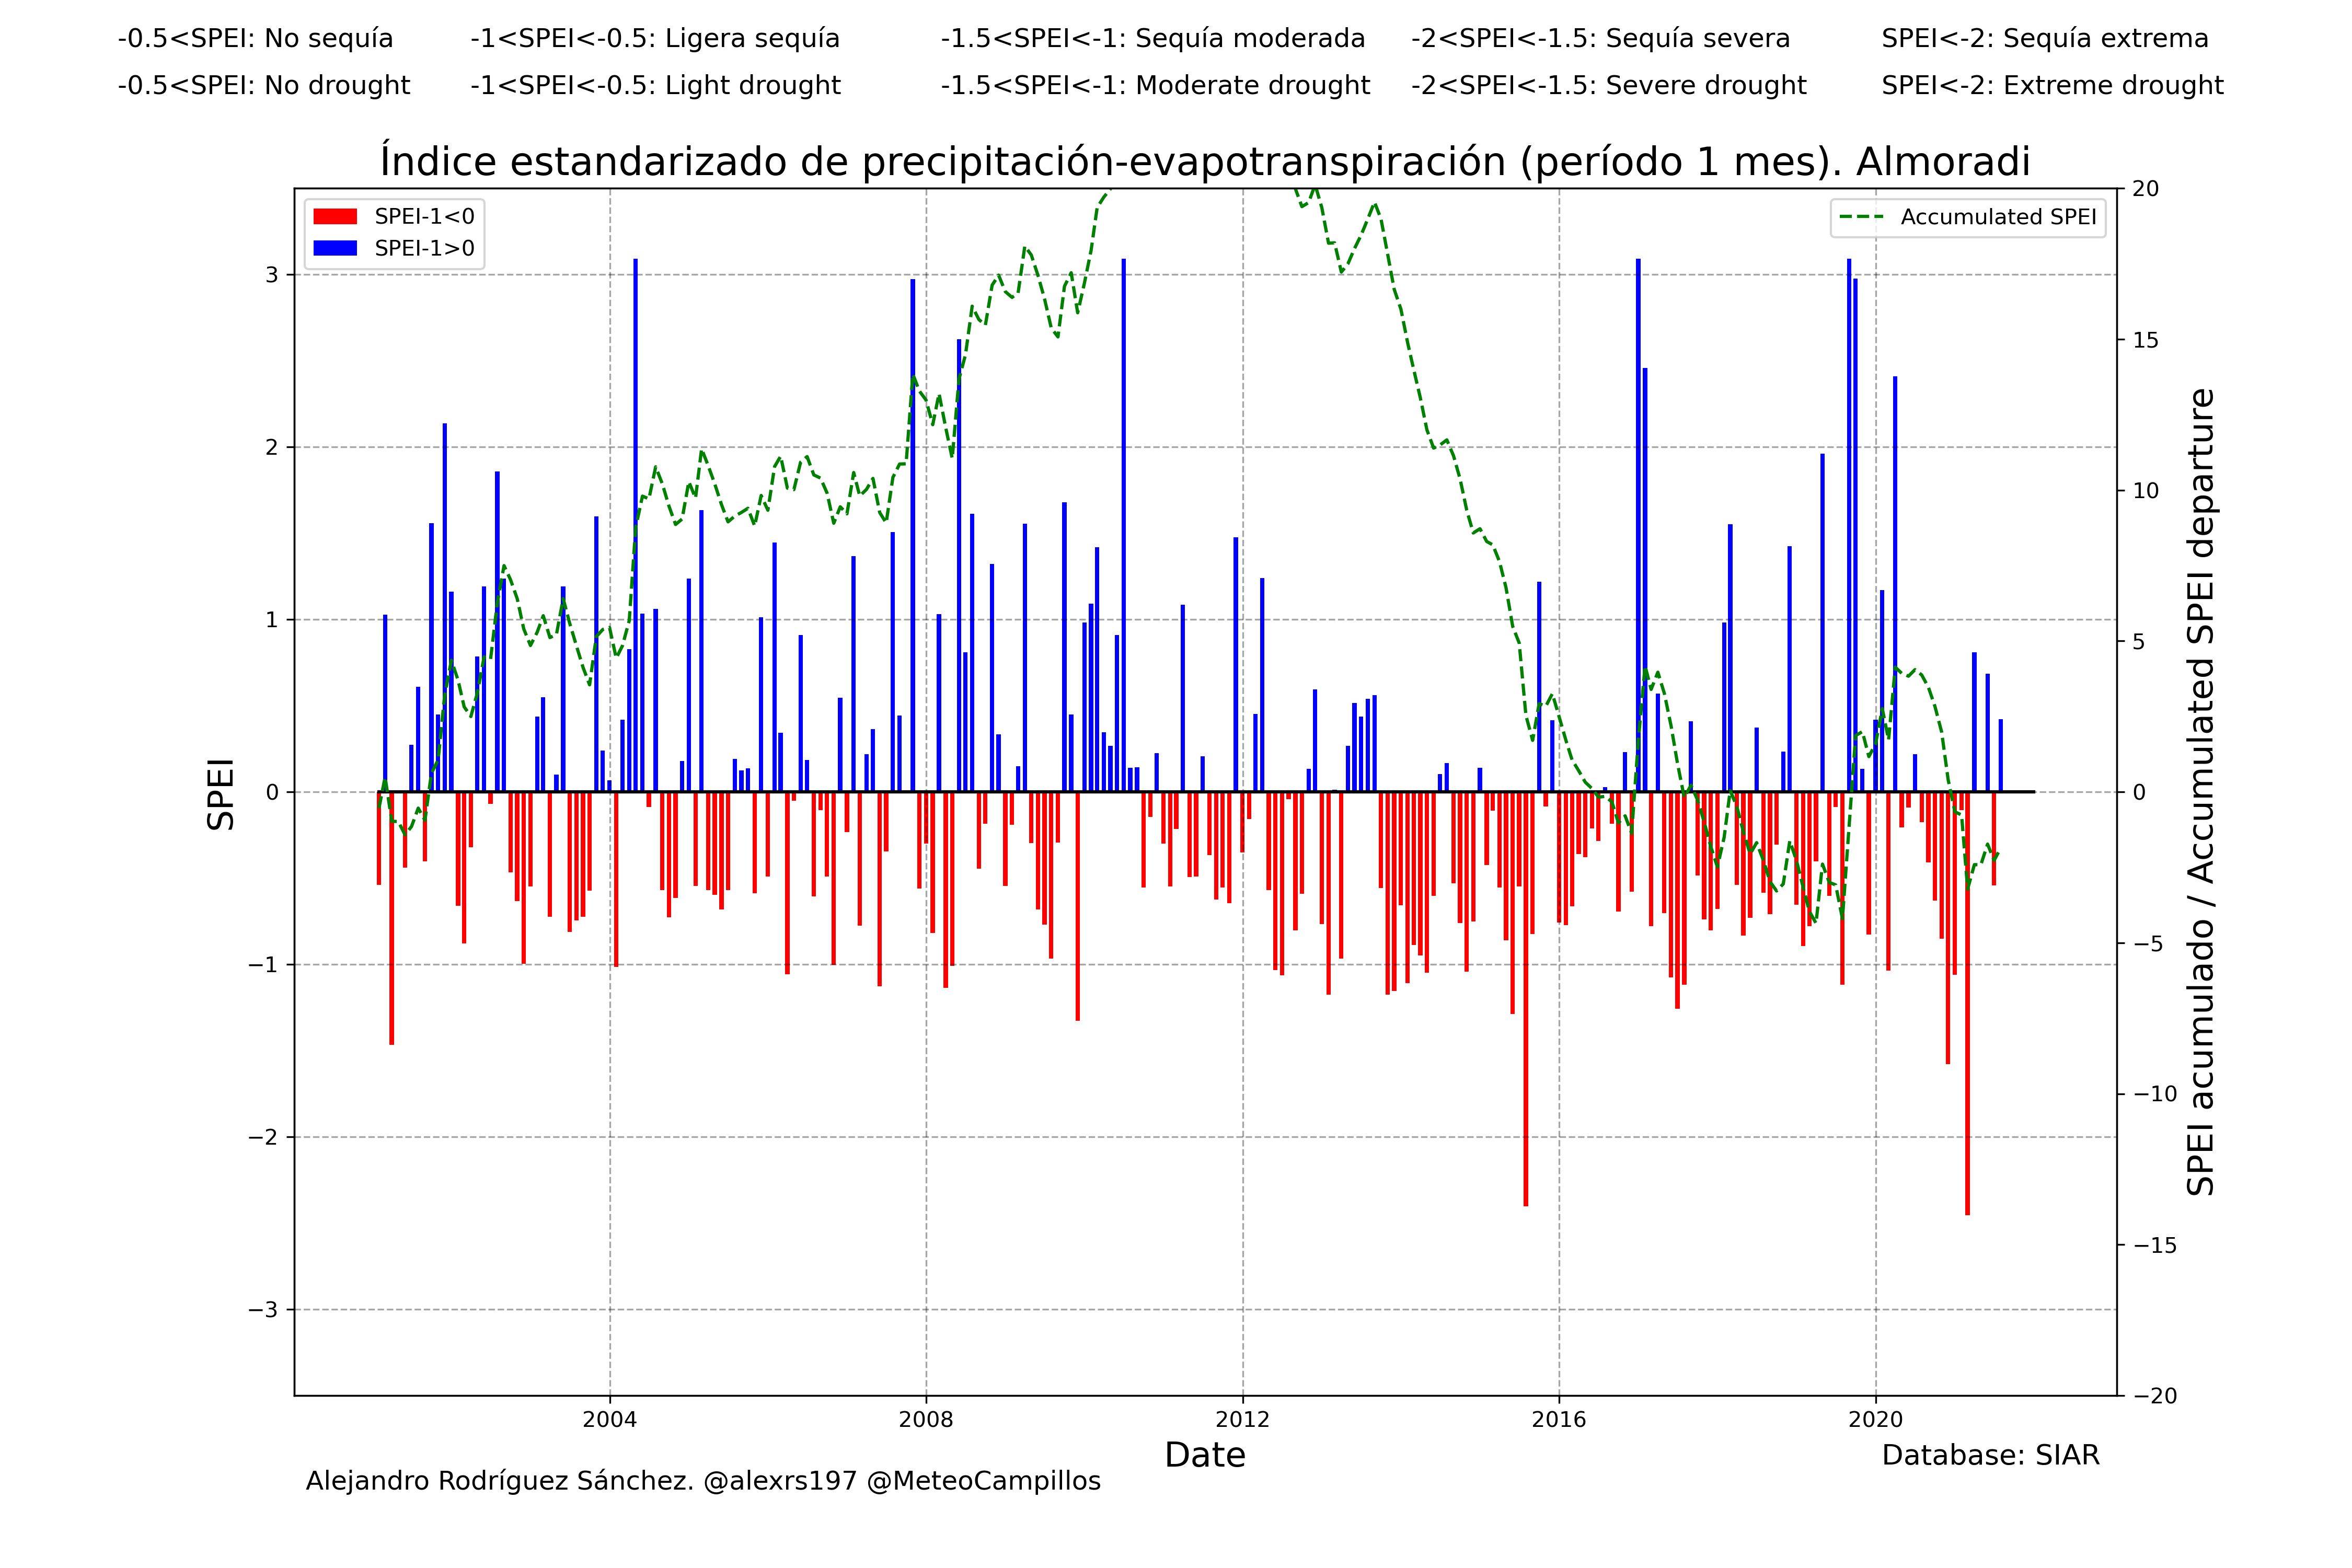 -0.5<SPEI: No sequía -1<SPEI<-0.5: Ligera sequía -1.5<SPEI<-1: Sequía moderada -2<SPEI<-1.5: Sequía severa SPEI<-2: Sequía extrema
-0.5<SPEI: No drought -1<SPEI<-0.5: Light drought -1.5<SPEI<-1: Moderate drought -2<SPEI<-1.5: Severe drought SPEI<-2: Extreme drought
Índice estandarizado de precipitación-evapotranspiración (período 1 mes). Almoradi
SPEI-1<0
SPEI-1>0
Accumulated SPEI
SPEI
3
2
1
0
−1
−2
−3
20
15
10
5
0
−5
−10
−15
−20
SPEI acumulado / Accumulated SPEI departure
2004 2008 2012 2016 2020
Date
Database: SIAR
Alejandro Rodríguez Sánchez. @alexrs197 @MeteoCampillos